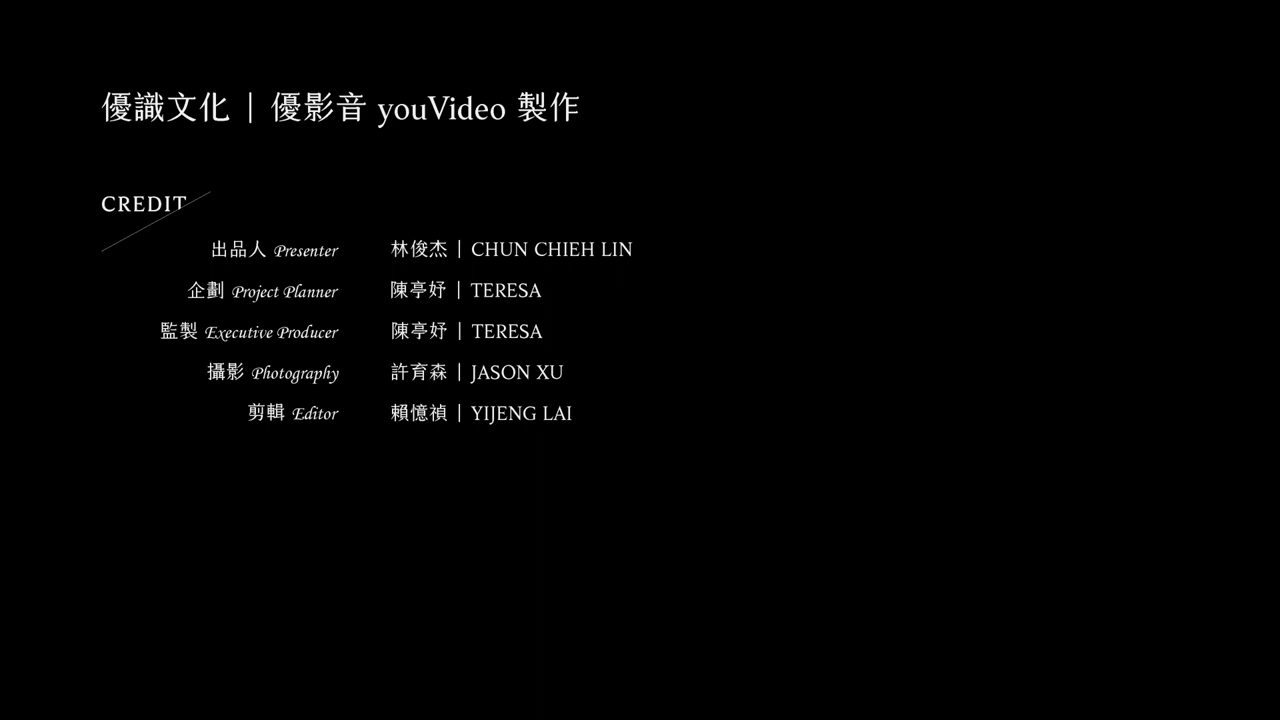 優識文化｜優影音 youVideo 製作
CREDIT
出品人 Presenter 林俊杰｜CHUN CHIEH LIN
企劃 Project Planner 陳亭妤｜TERESA
監製 Executive Producer 陳亭妤｜TERESA
攝影 Photography 許育森｜JASON XU
剪輯 Editor 賴憶禎｜YIJENG LAI